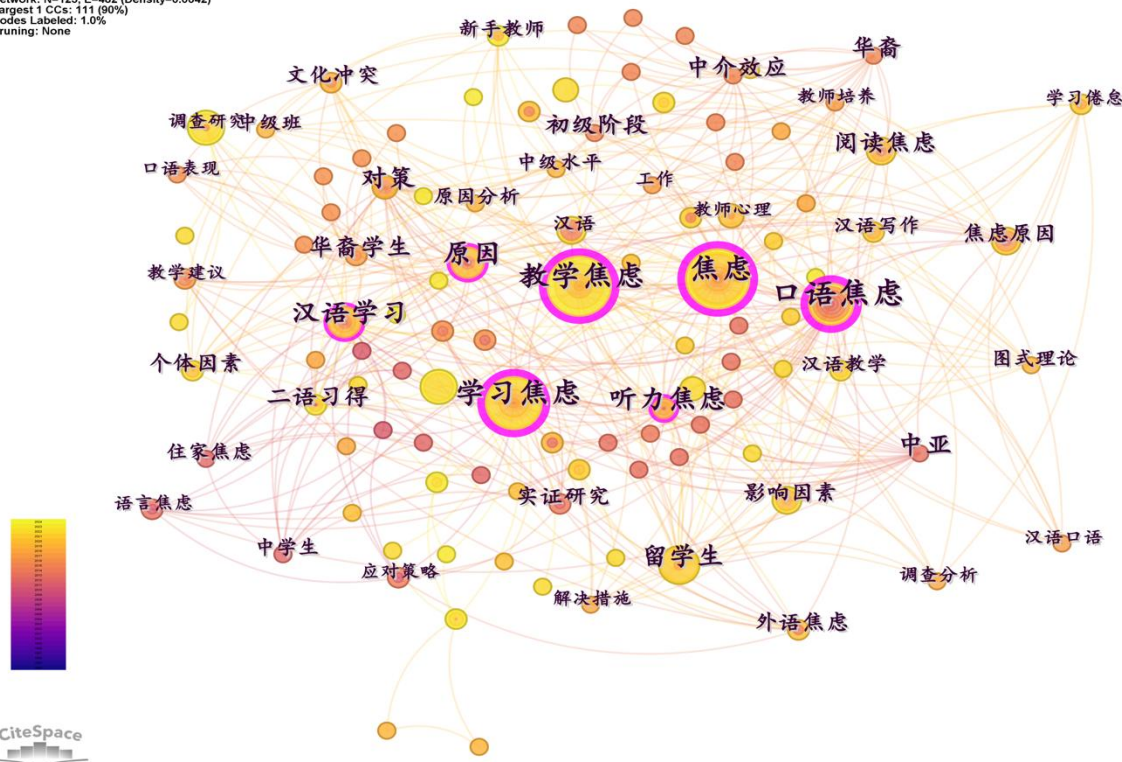 Largest 1 CCs: 111 (90%)
Nodes Labeled: 1.0%
Pruning: None
新手教师
华裔
文化冲突
中介效应
教师培养
学习倦怠
调查研究
中级班
初级阶段
阅读焦虑
口语表现
中级水平
对策
原因分析
工作
教师心理
汉语
汉语写作
焦虑原因
华裔学生
原因
教学建议
教学焦虑
焦虑
口语焦虑
汉语学习
个体因素
汉语教学
图式理论
二语习得
学习焦虑
听力焦虑
住家焦虑
中亚
语言焦虑
实证研究
影响因素
中学生
留学生
汉语口语
应对策略
调查分析
解决措施
外语焦虑
CiteSpace